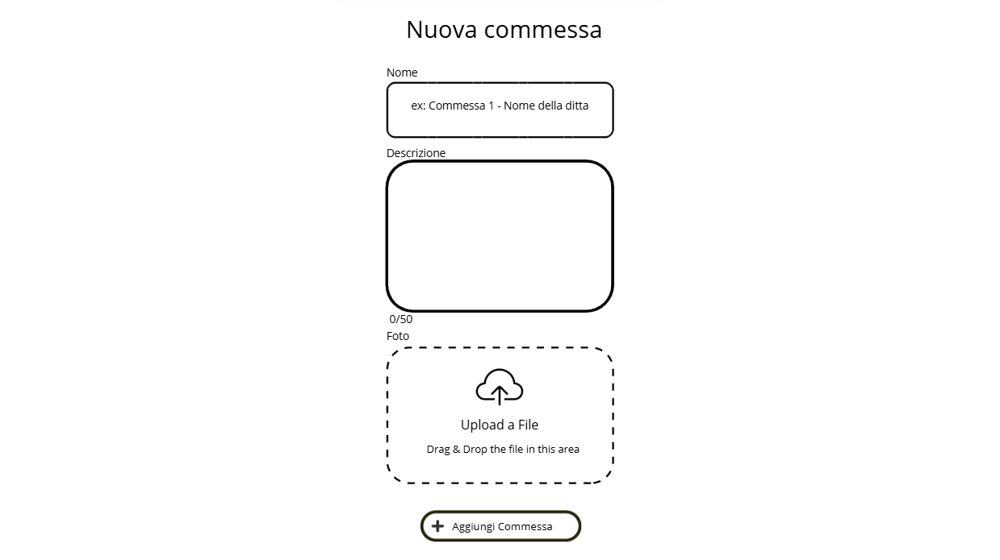 Nuova commessa
Nome
ex: Commessa 1 - Nome della ditta
Descrizione
0/50
Foto
Upload a File
Drag & Drop the file in this area
Aggiungi Commessa